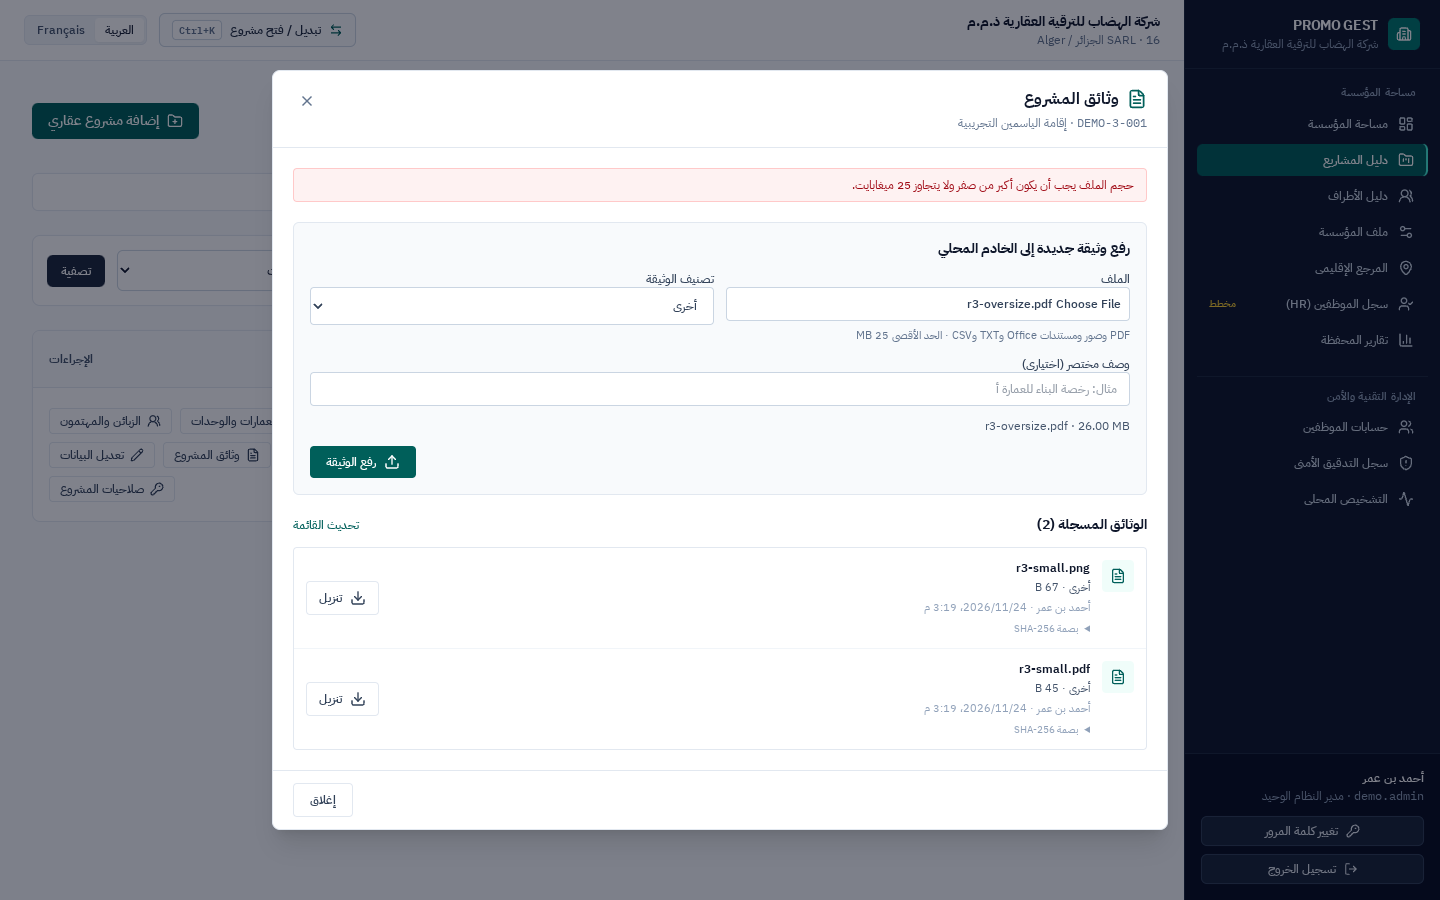 PROMO GEST
شركة الهضاب للترقية العقارية ذ.م.م
مساحة المؤسسة
مساحة المؤسسة
دليل المشاريع
دليل الأطراف
ملف المؤسسة
المرجع الإقليمي
سجل الموظفين (HR)
مخطط
تقارير المحفظة
الإدارة التقنية والأمن
حسابات الموظفين
سجل التدقيق الأمني
التشخيص المحلي
أحمد بن عمر
demo.admin · مدير النظام الوحيد
تغيير كلمة المرور
تسجيل الخروج
شركة الهضاب للترقية العقارية ذ.م.م
SARL · 16 الجزائر / Alger
تبديل / فتح مشروع Ctrl+K
العربية Français
إضافة مشروع عقاري
تصفية
الإجراءات
الزبائن والمهتمون
وثائق المشروع
تعديل البيانات
صلاحيات المشروع
وثائق المشروع
DEMO-3-001 · إقامة الياسمين التجريبية
حجم الملف يجب أن يكون أكبر من صفر ولا يتجاوز 25 ميغابايت.
رفع وثيقة جديدة إلى الخادم المحلي
الملف
r3-oversize.pdf Choose File
PDF وصور ومستندات Office وTXT وCSV · الحد الأقصى 25 MB
تصنيف الوثيقة
أخرى
وصف مختصر (اختياري)
مثال: رخصة البناء للعمارة أ
r3-oversize.pdf · 26.00 MB
رفع الوثيقة
الوثائق المسجلة (2)
تحديث القائمة
r3-small.png
أخرى · 67 B
أحمد بن عمر · 2026/11/24، 3:19 م
بصمة SHA-256
تنزيل
r3-small.pdf
أخرى · 45 B
أحمد بن عمر · 2026/11/24، 3:19 م
بصمة SHA-256
تنزيل
إغلاق